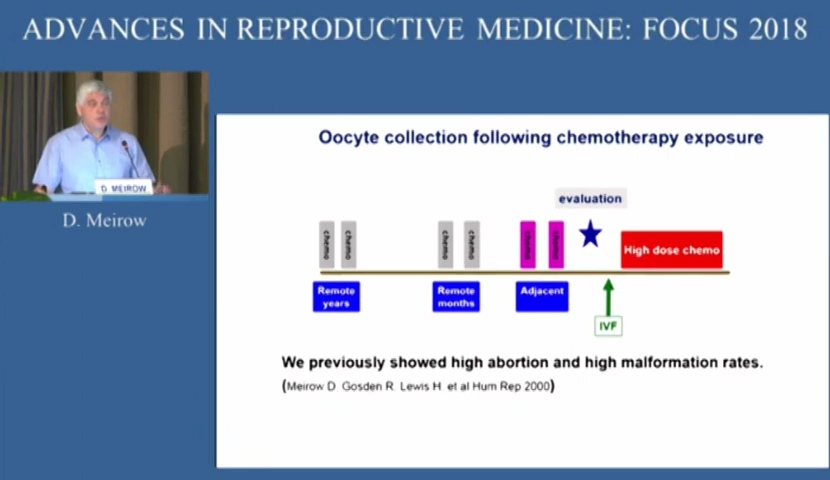 ADVANCES IN REPRODUCTIVE MEDICINE: FOCUS 2018
D. MEIROW
D. Meirow
Oocyte collection following chemotherapy exposure
evaluation
chemo
chemo
chemo
chemo
chemo
chemo
High dose chemo
Remote
years
Remote
months
Adjacent
IVF
We previously showed high abortion and high malformation rates.
(Meirow D. Gosden R. Lewis H. et al Hum Rep 2000)